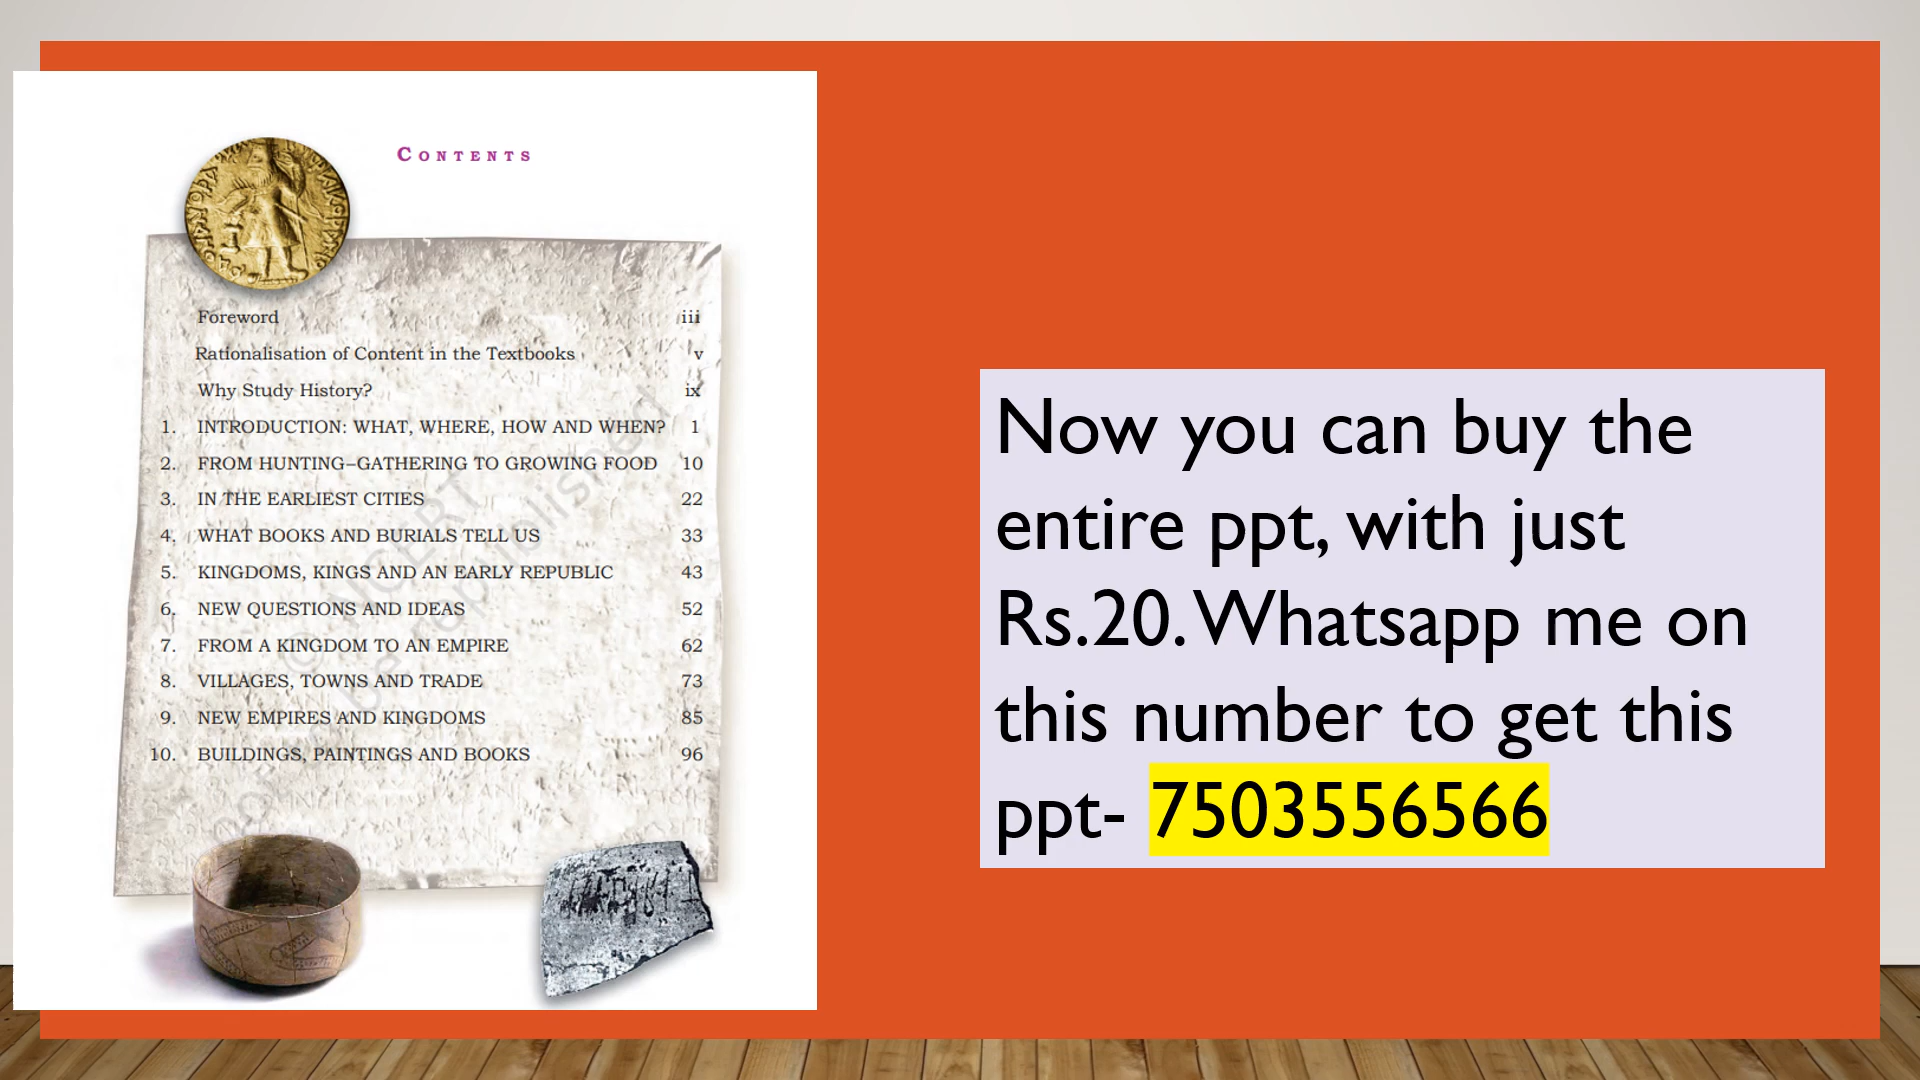 CONTENTS
Foreword iii
Rationalisation of Content in the Textbooks v
Why Study History? ix
1. INTRODUCTION: WHAT, WHERE, HOW AND WHEN? 1
2. FROM HUNTING–GATHERING TO GROWING FOOD 10
3. IN THE EARLIEST CITIES 22
4. WHAT BOOKS AND BURIALS TELL US 33
5. KINGDOMS, KINGS AND AN EARLY REPUBLIC 43
6. NEW QUESTIONS AND IDEAS 52
7. FROM A KINGDOM TO AN EMPIRE 62
8. VILLAGES, TOWNS AND TRADE 73
9. NEW EMPIRES AND KINGDOMS 85
10. BUILDINGS, PAINTINGS AND BOOKS 96
© NCERT
be republished
Now you can buy the
entire ppt, with just
Rs.20. Whatsapp me on
this number to get this
ppt- 7503556566